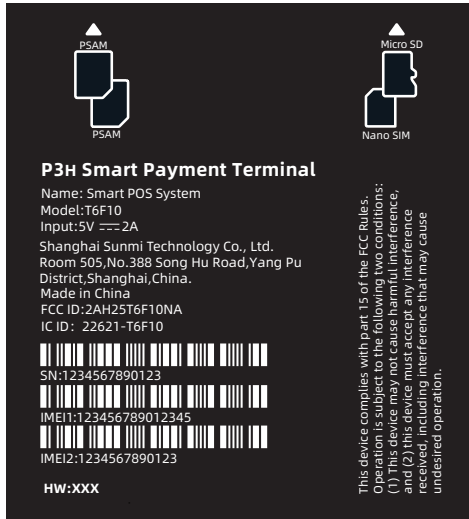 PSAM
PSAM
Micro SD
Nano SIM
P3H Smart Payment Terminal
Name: Smart POS System
Model:T6F10
Input:5V ⎓ 2A
Shanghai Sunmi Technology Co., Ltd.
Room 505,No.388 Song Hu Road,Yang Pu
District,Shanghai,China.
Made in China
FCC ID:2AH25T6F10NA
IC ID: 22621-T6F10
SN:1234567890123
IMEI1:123456789012345
IMEI2:1234567890123
HW:XXX
This device complies with part 15 of the FCC Rules.
Operation is subject to the following two conditions:
(1) This device may not cause harmful interference,
and (2) this device must accept any interference
received, including interference that may cause
undesired operation.